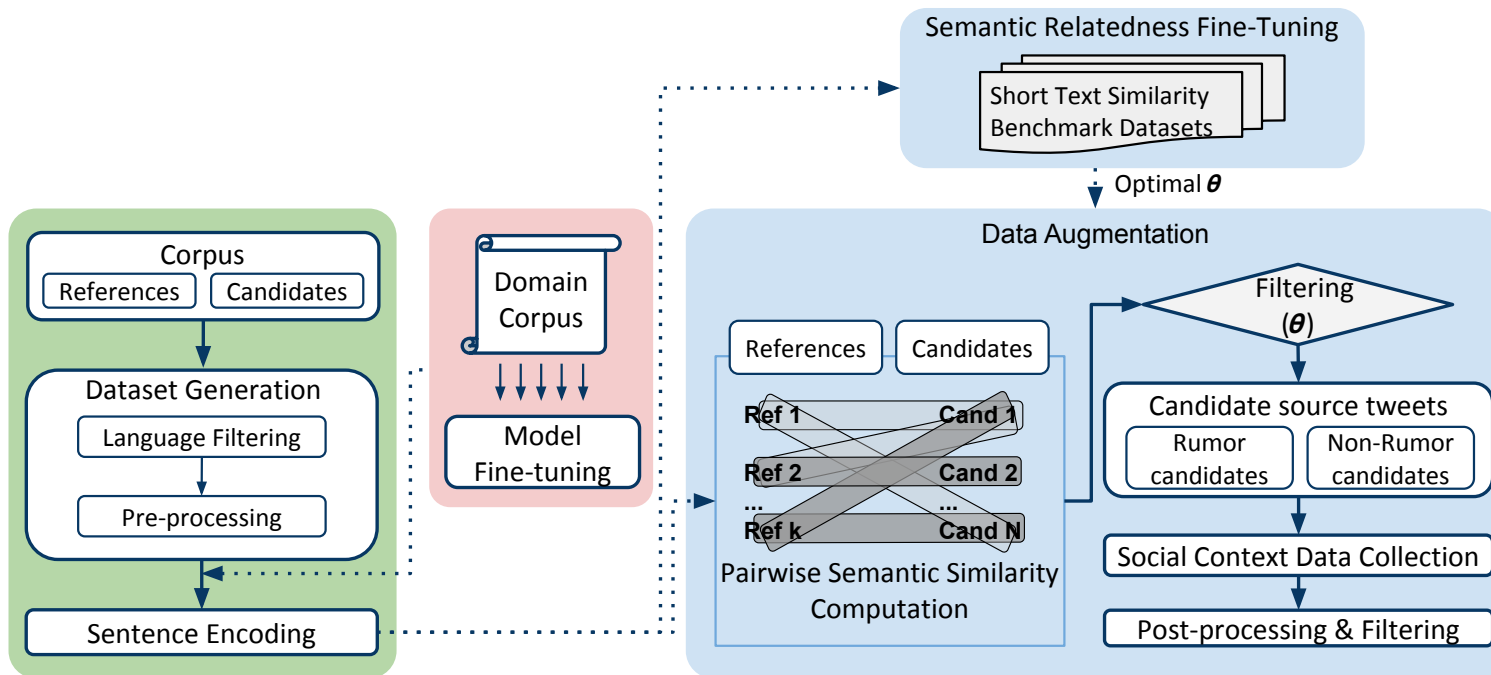 Semantic Relatedness Fine-Tuning
Short Text Similarity
Benchmark Datasets
Optimal θ
Corpus
References
Candidates
Dataset Generation
Language Filtering
Pre-processing
Sentence Encoding
Domain
Corpus
Model
Fine-tuning
Data Augmentation
References
Candidates
Ref 1
Cand 1
Ref 2
Cand 2
...
...
Ref k
Cand N
Pairwise Semantic Similarity
Computation
Filtering
(θ)
Candidate source tweets
Rumor
candidates
Non-Rumor
candidates
Social Context Data Collection
Post-processing & Filtering